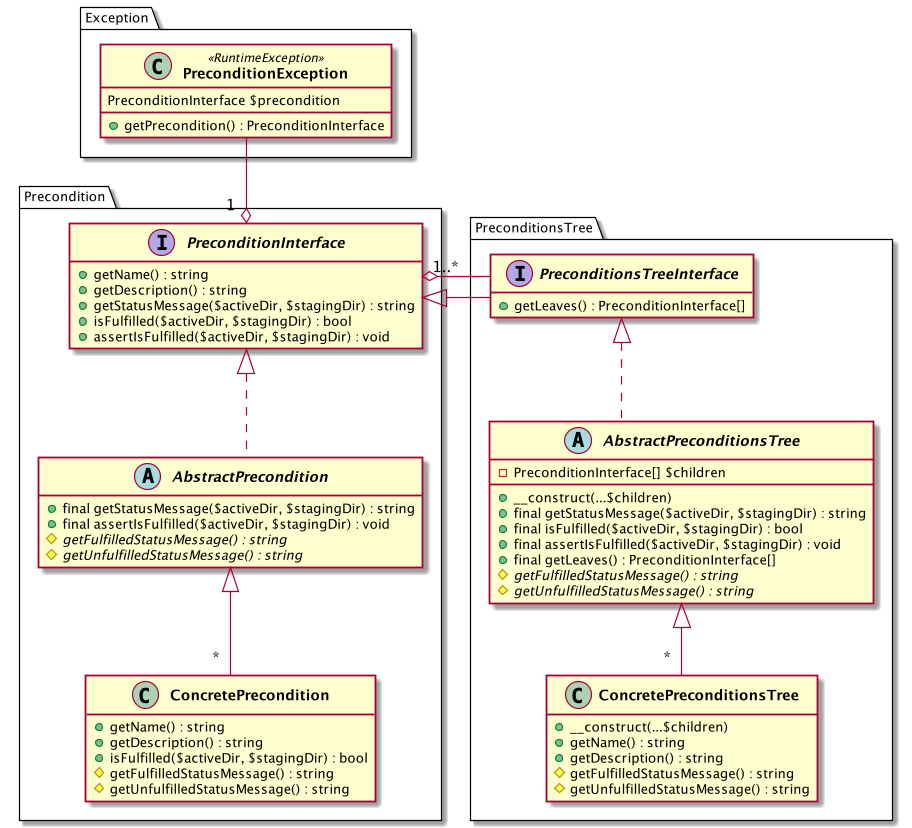 Exception
C
«RuntimeException»
PreconditionException
PreconditionInterface $precondition
getPrecondition() : PreconditionInterface
1
Precondition
I
PreconditionInterface
getName() : string
getDescription() : string
getStatusMessage($activeDir, $stagingDir) : string
isFulfilled($activeDir, $stagingDir) : bool
assertIsFulfilled($activeDir, $stagingDir) : void
1..*
PreconditionsTree
I
PreconditionsTreeInterface
getLeaves() : PreconditionInterface[]
A
AbstractPrecondition
final getStatusMessage($activeDir, $stagingDir) : string
final assertIsFulfilled($activeDir, $stagingDir) : void
getFulfilledStatusMessage() : string
getUnfulfilledStatusMessage() : string
A
AbstractPreconditionsTree
PreconditionInterface[] $children
__construct(...$children)
final getStatusMessage($activeDir, $stagingDir) : string
final isFulfilled($activeDir, $stagingDir) : bool
final assertIsFulfilled($activeDir, $stagingDir) : void
final getLeaves() : PreconditionInterface[]
getFulfilledStatusMessage() : string
getUnfulfilledStatusMessage() : string
*
C
ConcretePrecondition
getName() : string
getDescription() : string
isFulfilled($activeDir, $stagingDir) : bool
getFulfilledStatusMessage() : string
getUnfulfilledStatusMessage() : string
*
C
ConcretePreconditionsTree
__construct(...$children)
getName() : string
getDescription() : string
getFulfilledStatusMessage() : string
getUnfulfilledStatusMessage() : string